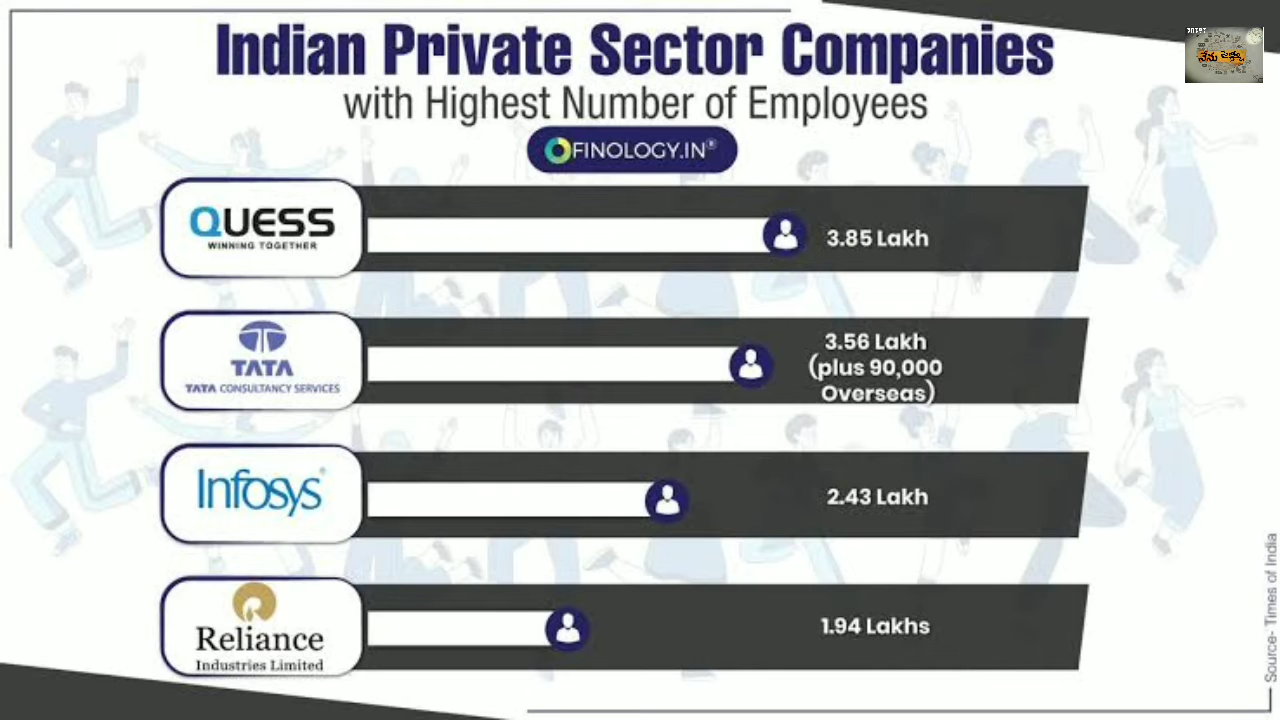 Indian Private Sector Companies
with Highest Number of Employees
FINOLOGY.IN®
QUESS
WINNING TOGETHER
3.85 Lakh
TATA
TATA CONSULTANCY SERVICES
3.56 Lakh
(plus 90,000
Overseas)
Infosys®
2.43 Lakh
Reliance
Industries Limited
1.94 Lakhs
Source- Times of India